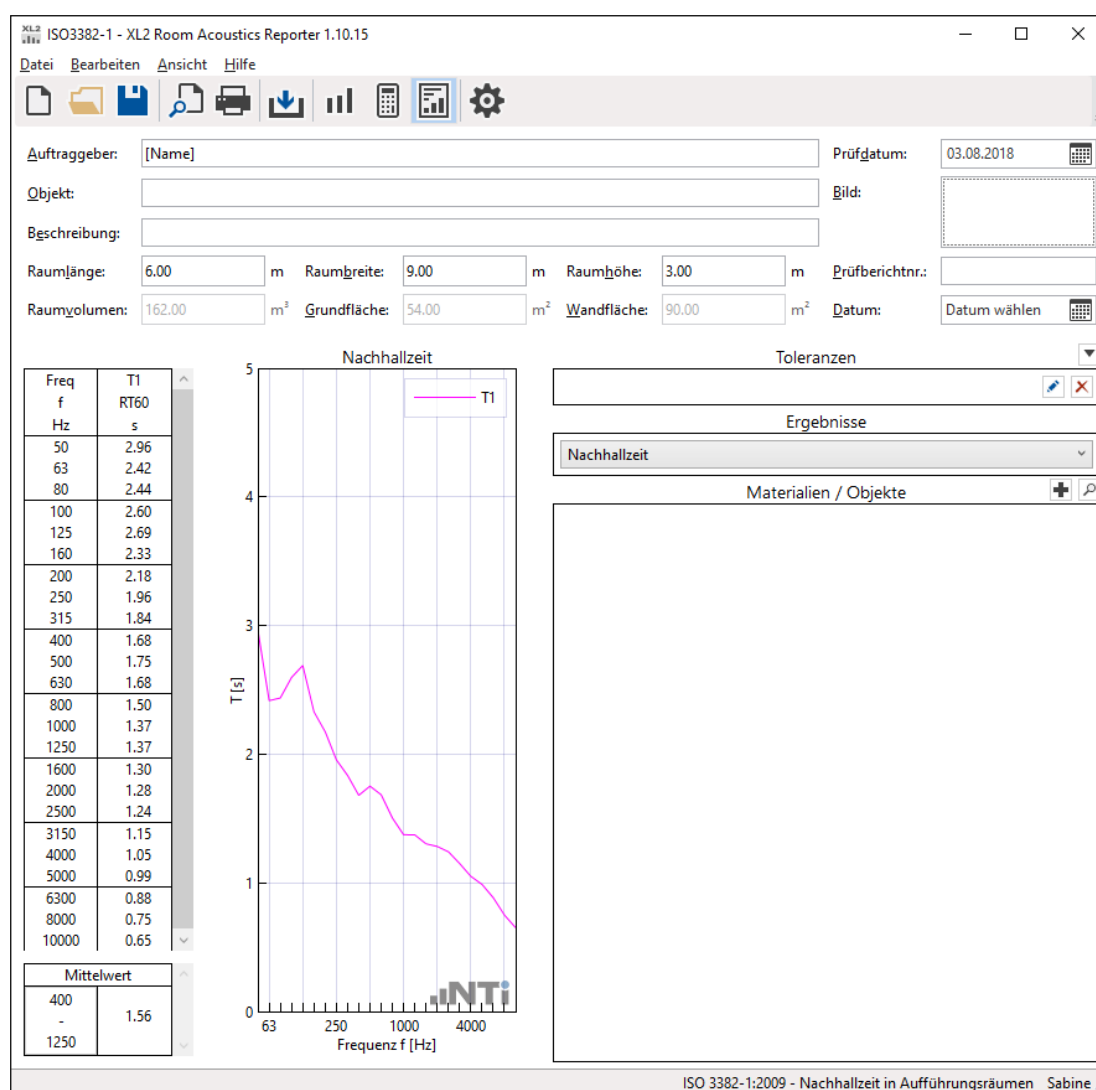 XL2 ISO3382-1 - XL2 Room Acoustics Reporter 1.10.15
Datei Bearbeiten Ansicht Hilfe
Auftraggeber: [Name] Prüfdatum: 03.08.2018
Objekt: Bild:
Beschreibung:
Raumlänge: 6.00 m Raumbreite: 9.00 m Raumhöhe: 3.00 m Prüfberichtnr.:
Raumvolumen: 162.00 m³ Grundfläche: 54.00 m² Wandfläche: 90.00 m² Datum: Datum wählen
Freq T1
f RT60
Hz s
50 2.96
63 2.42
80 2.44
100 2.60
125 2.69
160 2.33
200 2.18
250 1.96
315 1.84
400 1.68
500 1.75
630 1.68
800 1.50
1000 1.37
1250 1.37
1600 1.30
2000 1.28
2500 1.24
3150 1.15
4000 1.05
5000 0.99
6300 0.88
8000 0.75
10000 0.65
Mittelwert
400
- 1.56
1250
Nachhallzeit
T1
5
4
3
2
1
0
T [s]
63 250 1000 4000
Frequenz f [Hz]
NTi
Toleranzen
Ergebnisse
Nachhallzeit
Materialien / Objekte
ISO 3382-1:2009 - Nachhallzeit in Aufführungsräumen Sabine